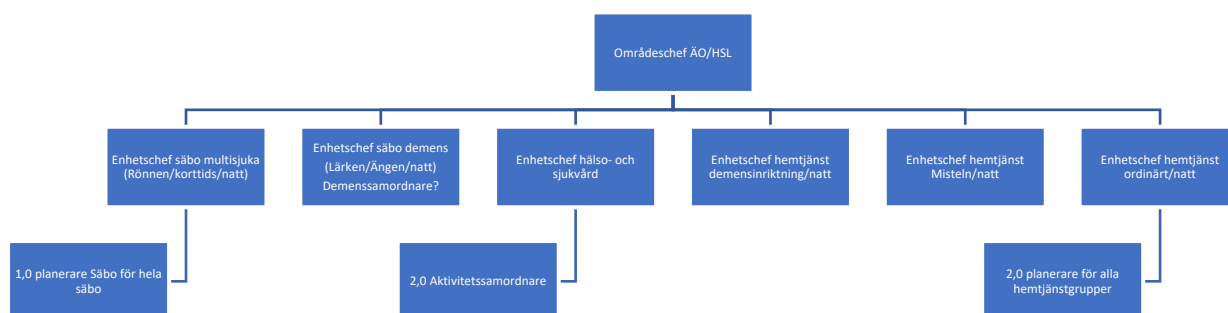 Områdeschef ÄO/HSL
Enhetschef säbo multisjuka
(Rönnen/korttids/natt)
Enhetschef säbo demens
(Lärken/Ängen/natt)
Demenssamordnare?
Enhetschef hälso- och
sjukvård
Enhetschef hemtjänst
demensinriktning/natt
Enhetschef hemtjänst
Misteln/natt
Enhetschef hemtjänst
ordinärt/natt
1,0 planerare Säbo för hela
säbo
2,0 Aktivitetssamordnare
2,0 planerare för alla
hemtjänstgrupper